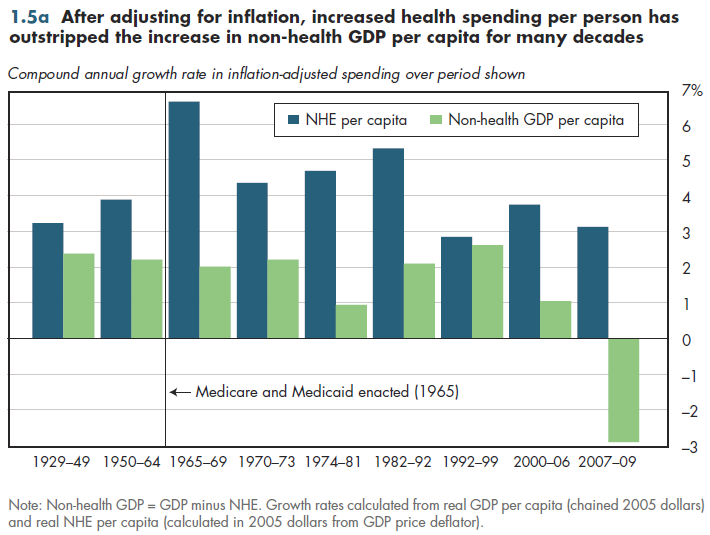 1.5a After adjusting for inflation, increased health spending per person has
outstripped the increase in non-health GDP per capita for many decades
Compound annual growth rate in inflation-adjusted spending over period shown
7%
NHE per capita
Non-health GDP per capita
6
5
4
3
2
1
0
Medicare and Medicaid enacted (1965)
–1
–2
–3
1929–49 1950–64 1965–69 1970–73 1974–81 1982–92 1992–99 2000–06 2007–09
Note: Non-health GDP = GDP minus NHE. Growth rates calculated from real GDP per capita (chained 2005 dollars)
and real NHE per capita (calculated in 2005 dollars from GDP price deflator).